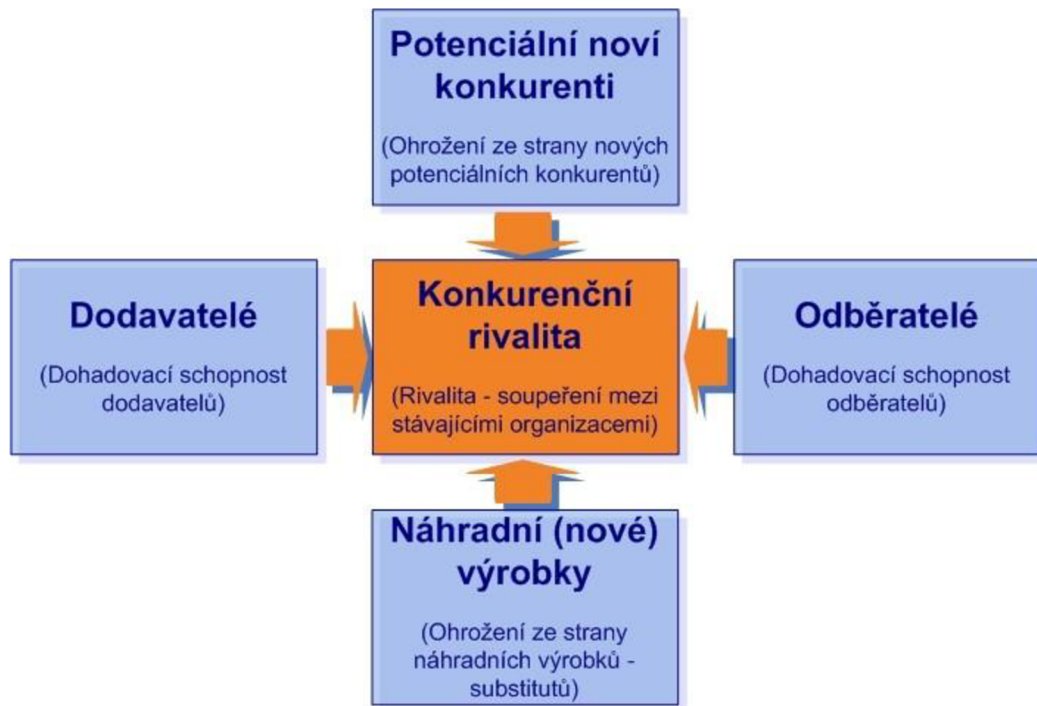 Potenciální noví
konkurenti
(Ohrožení ze strany nových
potenciálních konkurentů)
Dodavatelé
(Dohadovací schopnost
dodavatelů)
Konkurenční
rivalita
(Rivalita - soupeření mezi
stávajícími organizacemi)
Odběratelé
(Dohadovací schopnost
odběratelů)
Náhradní (nové)
výrobky
(Ohrožení ze strany
náhradních výrobků -
substitutů)